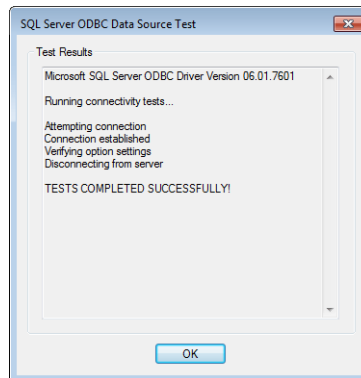 SQL Server ODBC Data Source Test
Test Results
Microsoft SQL Server ODBC Driver Version 06.01.7601
Running connectivity tests...
Attempting connection
Connection established
Verifying option settings
Disconnecting from server
TESTS COMPLETED SUCCESSFULLY!
OK